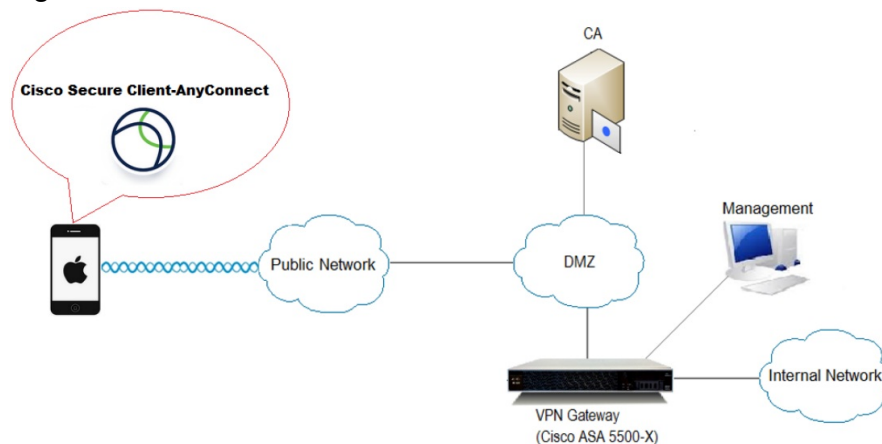 CA
Cisco Secure Client-AnyConnect
Management
Public Network
DMZ
Internal Network
VPN Gateway
(Cisco ASA 5500-X)